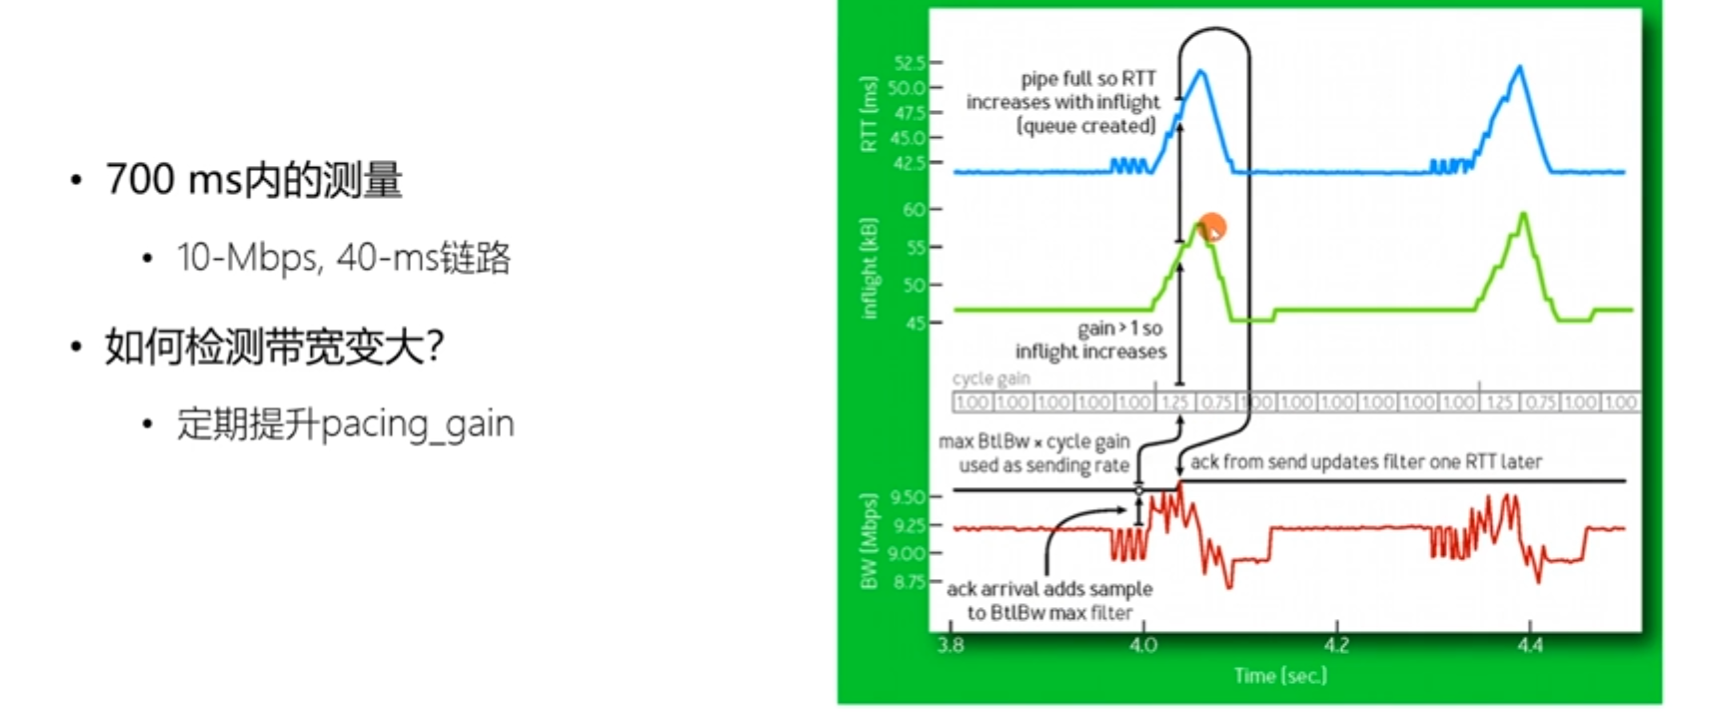 • 700 ms内的测量
• 10-Mbps, 40-ms链路
• 如何检测带宽变大?
• 定期提升pacing_gain
RTT (ms)
52.5
50.0
47.5
45.0
42.5
pipe full so RTT
increases with inflight
(queue created)
inflight (kB)
60
55
50
45
gain > 1 so
inflight increases
cycle gain
1.00 1.00 1.00 1.00 1.00 1.25 0.75 1.00 1.00 1.00 1.00 1.00 1.00 1.25 0.75 1.00 1.00
max BtlBw × cycle gain
used as sending rate
ack from send updates filter one RTT later
BW (Mbps)
9.50
9.25
9.00
8.75
ack arrival adds sample
to BtlBw max filter
3.8 4.0 4.2 4.4
Time (sec.)